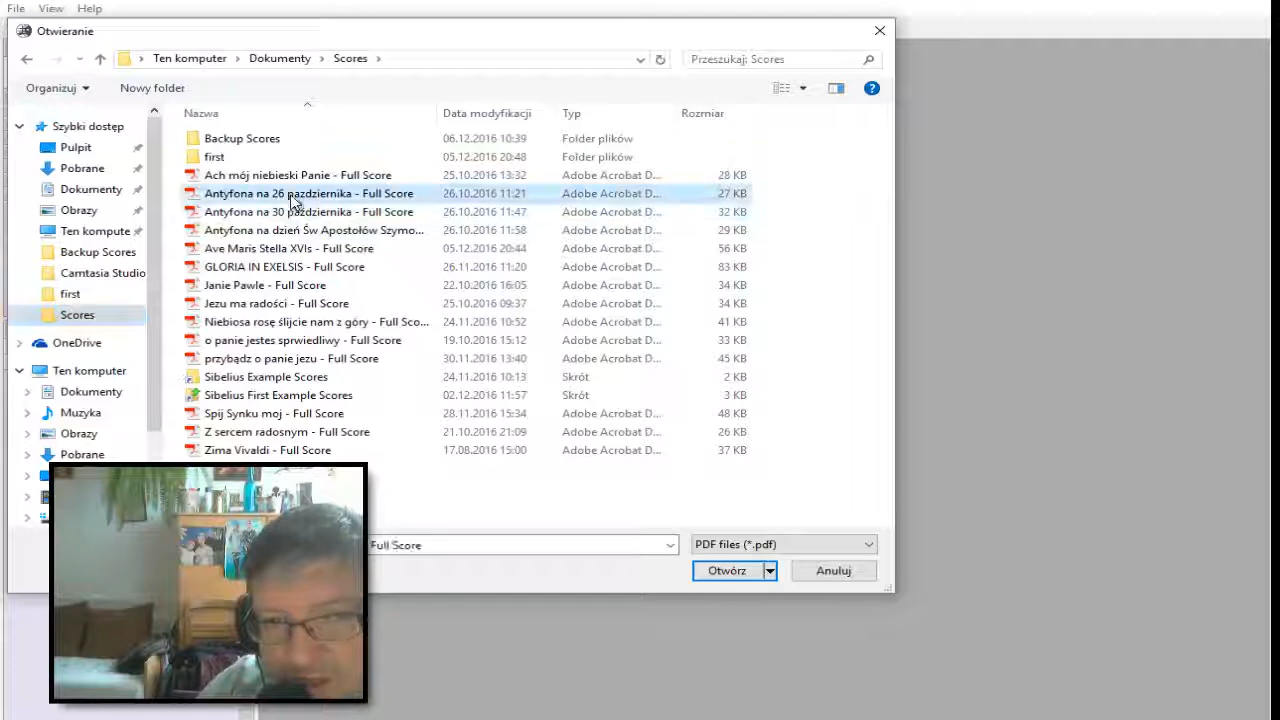 File View Help
Otwieranie
Ten komputer Dokumenty Scores
Przeszukaj: Scores
Organizuj Nowy folder
Nazwa Data modyfikacji Typ Rozmiar
Szybki dostęp
Pulpit
Pobrane
Dokumenty
Obrazy
Ten kompute
Backup Scores
Camtasia Studio
first
Scores
OneDrive
Ten komputer
Dokumenty
Muzyka
Obrazy
Pobrane
Backup Scores 06.12.2016 10:39 Folder plików
first 05.12.2016 20:48 Folder plików
Ach mój niebieski Panie - Full Score 25.10.2016 13:32 Adobe Acrobat D... 28 KB
Antyfona na 26 pazdziernika - Full Score 26.10.2016 11:21 Adobe Acrobat D... 27 KB
Antyfona na 30 pażdziernika - Full Score 26.10.2016 11:47 Adobe Acrobat D... 32 KB
Antyfona na dzień Św Apostołów Szymo... 26.10.2016 11:58 Adobe Acrobat D... 29 KB
Ave Maris Stella XVIs - Full Score 05.12.2016 20:44 Adobe Acrobat D... 56 KB
GLORIA IN EXELSIS - Full Score 26.11.2016 11:20 Adobe Acrobat D... 83 KB
Janie Pawle - Full Score 22.10.2016 16:05 Adobe Acrobat D... 34 KB
Jezu ma radości - Full Score 25.10.2016 09:37 Adobe Acrobat D... 34 KB
Niebiosa rosę ślijcie nam z góry - Full Sco... 24.11.2016 10:52 Adobe Acrobat D... 41 KB
o panie jestes sprwiedliwy - Full Score 19.10.2016 15:12 Adobe Acrobat D... 33 KB
przybądz o panie jezu - Full Score 30.11.2016 13:40 Adobe Acrobat D... 45 KB
Sibelius Example Scores 24.11.2016 10:13 Skrót 2 KB
Sibelius First Example Scores 02.12.2016 11:57 Skrót 3 KB
Spij Synku moj - Full Score 28.11.2016 15:34 Adobe Acrobat D... 48 KB
Z sercem radosnym - Full Score 21.10.2016 21:09 Adobe Acrobat D... 26 KB
Zima Vivaldi - Full Score 17.08.2016 15:00 Adobe Acrobat D... 37 KB
Full Score PDF files (*.pdf)
Otwórz Anuluj